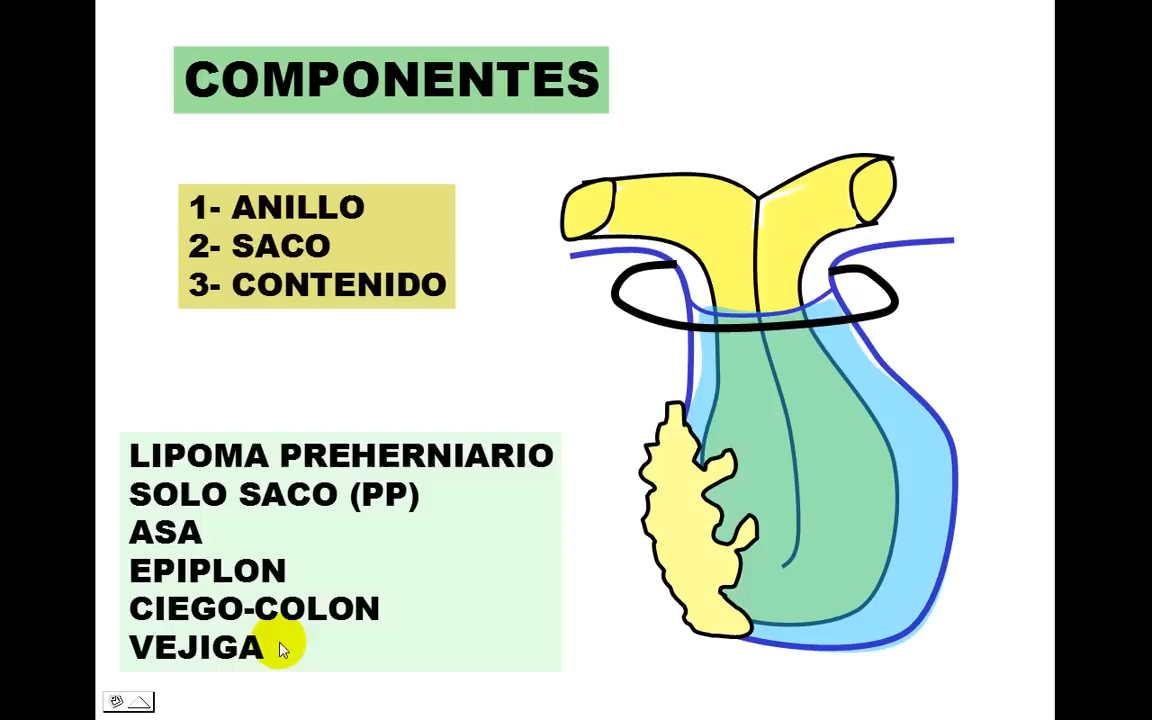 COMPONENTES
1- ANILLO
2- SACO
3- CONTENIDO
LIPOMA PREHERNIARIO
SOLO SACO (PP)
ASA
EPIPLON
CIEGO-COLON
VEJIGA